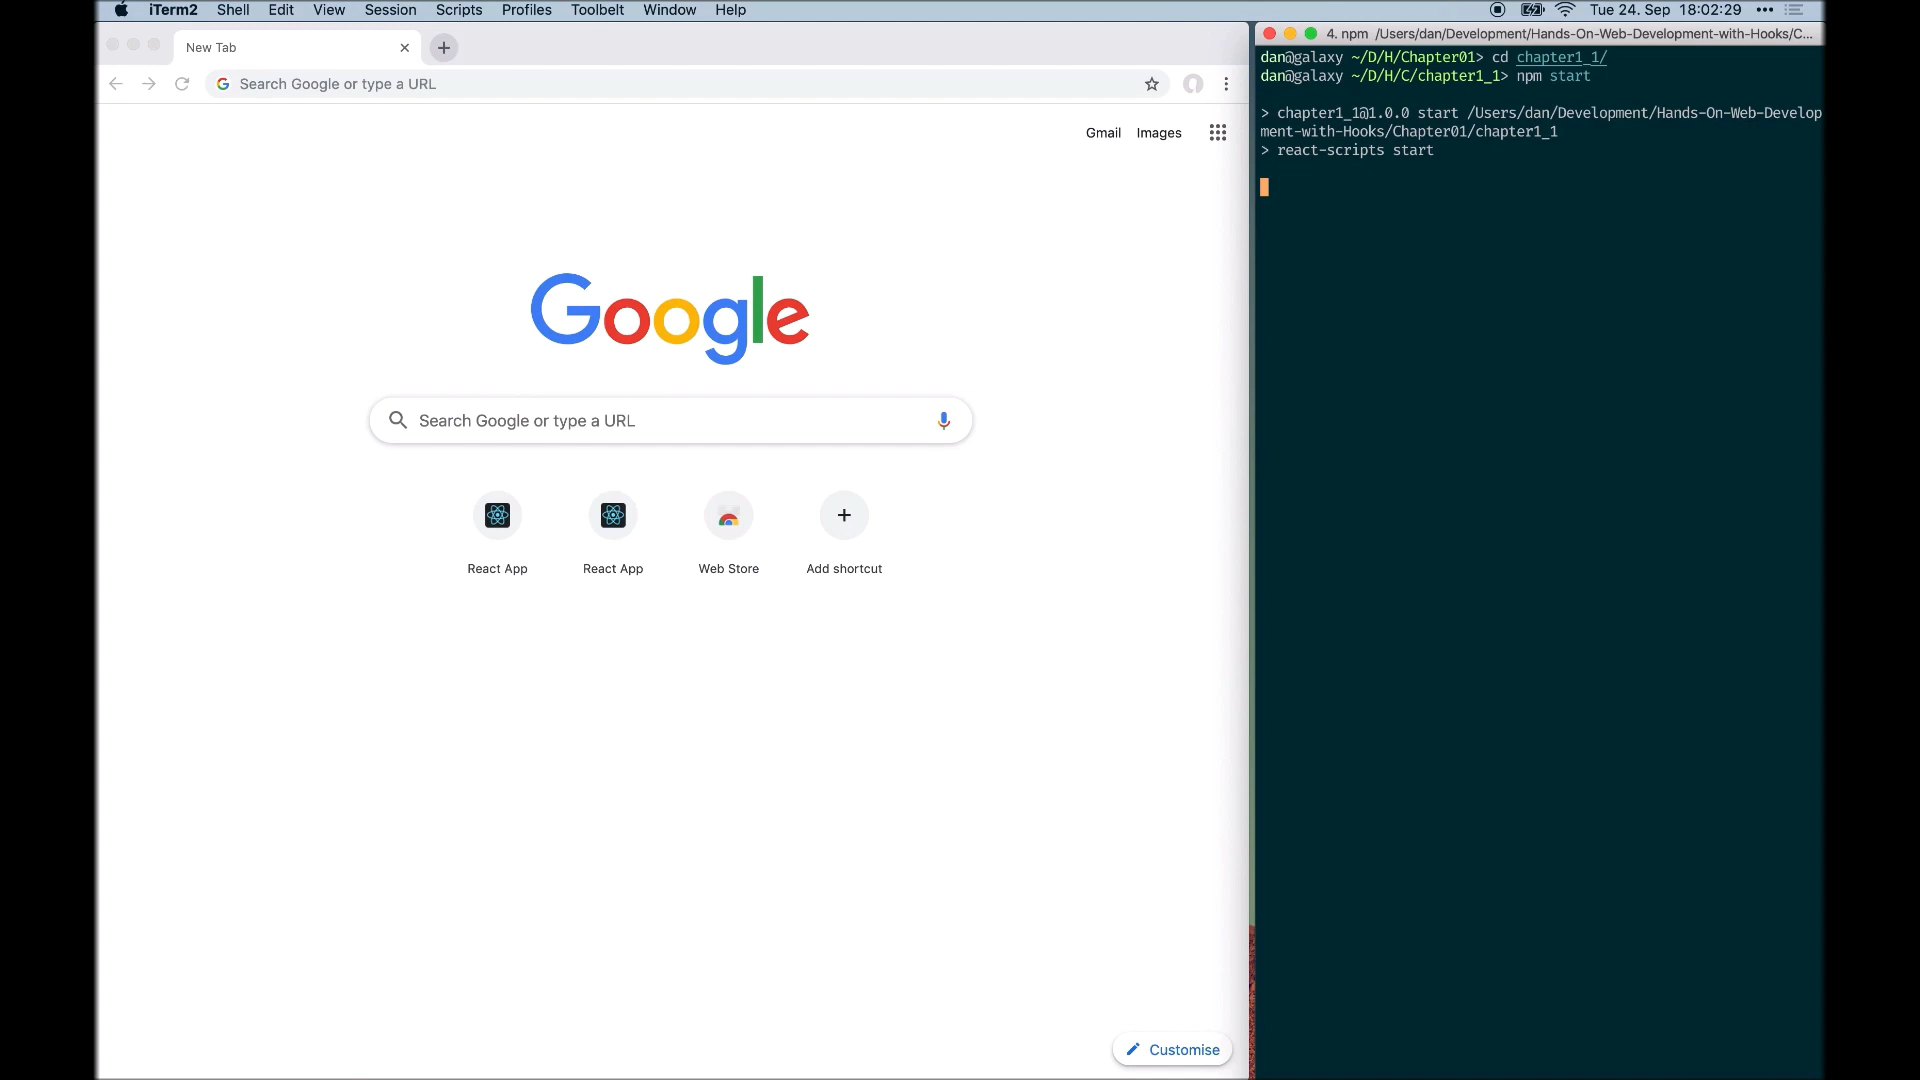 iTerm2 Shell Edit View Session Scripts Profiles Toolbelt Window Help Tue 24. Sep 18:02:29
New Tab
Search Google or type a URL
Gmail Images
Google
Search Google or type a URL
React App React App Web Store Add shortcut
Customise
4. npm /Users/dan/Development/Hands-On-Web-Development-with-Hooks/C...
dan@galaxy ~/D/H/Chapter01> cd chapter1_1/
dan@galaxy ~/D/H/C/chapter1_1> npm start
> chapter1_1@1.0.0 start /Users/dan/Development/Hands-On-Web-Develop
ment-with-Hooks/Chapter01/chapter1_1
> react-scripts start